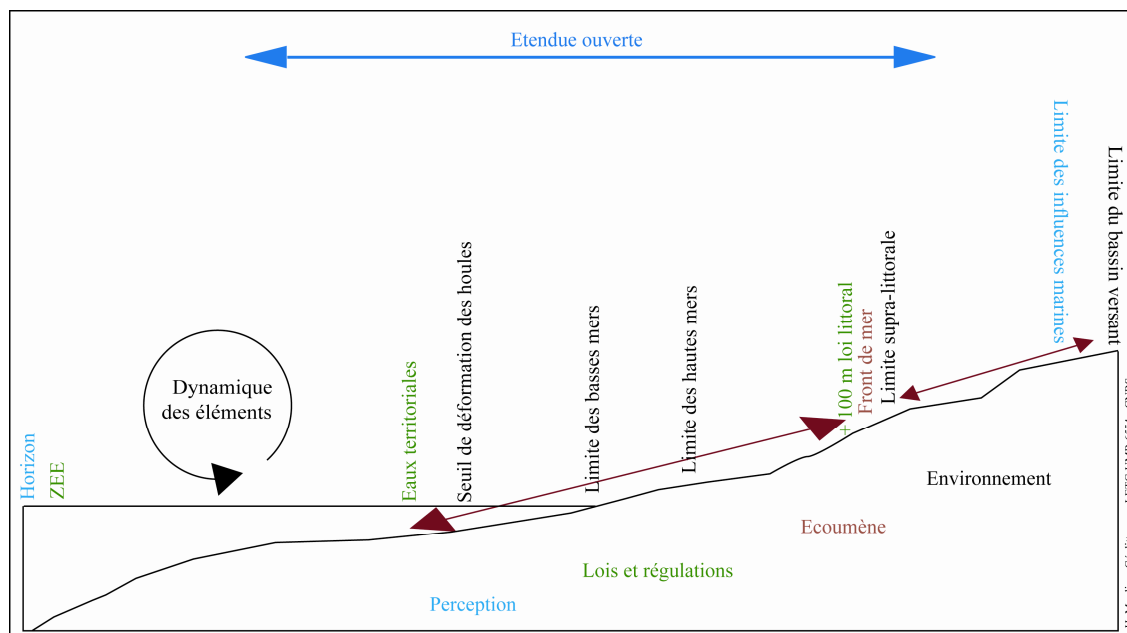 Etendue ouverte
Limite des influences marines
Limite du bassin versant
Seuil de déformation des houles
Limite supra-littorale
Front de mer
+ 100 m loi littoral
Limite des hautes mers
Limite des basses mers
Eaux territoriales
Dynamique
des éléments
Horizon
ZEE
Environnement
Ecoumène
Lois et régulations
Perception